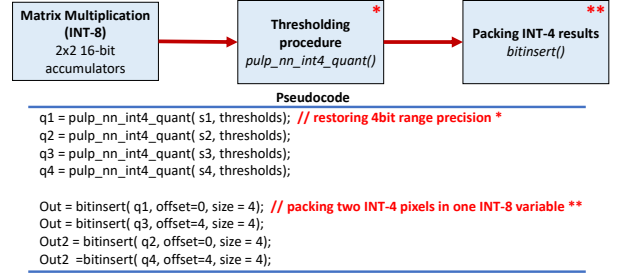 Matrix Multiplication
(INT-8)
2x2 16-bit
accumulators
*
Thresholding
procedure
pulp_nn_int4_quant()
**
Packing INT-4 results
bitinsert()
Pseudocode
q1 = pulp_nn_int4_quant( s1, thresholds); // restoring 4bit range precision *
q2 = pulp_nn_int4_quant( s2, thresholds);
q3 = pulp_nn_int4_quant( s3, thresholds);
q4 = pulp_nn_int4_quant( s4, thresholds);
Out = bitinsert( q1, offset=0, size = 4); // packing two INT-4 pixels in one INT-8 variable **
Out = bitinsert( q3, offset=4, size = 4);
Out2 = bitinsert( q2, offset=0, size = 4);
Out2 =bitinsert( q4, offset=4, size = 4);